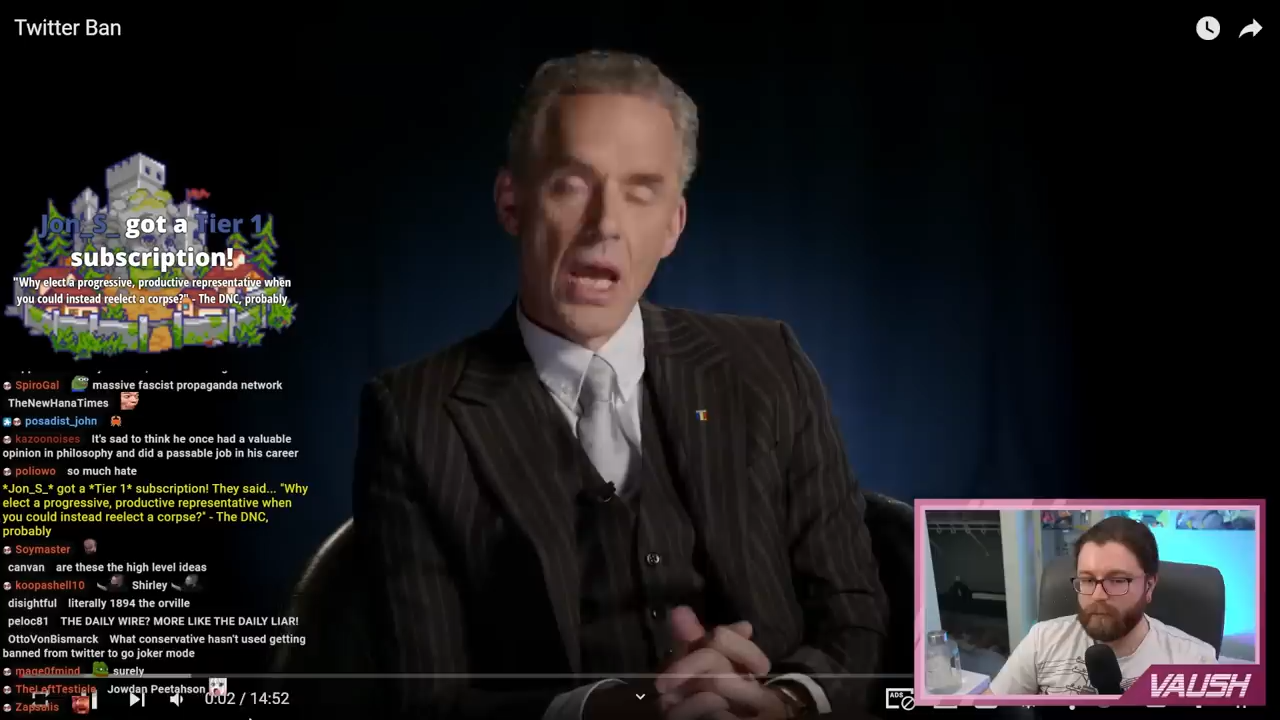 Twitter Ban
Jon_S_ got a Tier 1
subscription!
"Why elect a progressive, productive representative when
you could instead reelect a corpse?" - The DNC, probably
SpiroGal massive fascist propaganda network
TheNewHanaTimes
posadist_john
kazoonoises It's sad to think he once had a valuable
opinion in philosophy and did a passable job in his career
poliowo so much hate
*Jon_S_* got a *Tier 1* subscription! They said... "Why
elect a progressive, productive representative when
you could instead reelect a corpse?" - The DNC,
probably
Soymaster
canvan are these the high level ideas
koopashell10 Shirley
disightful literally 1894 the orville
peloc81 THE DAILY WIRE? MORE LIKE THE DAILY LIAR!
OttoVonBismarck What conservative hasn't used getting
banned from twitter to go joker mode
mage0fmind surely
TheLeftTesticle Jowdan Peetahson
Zapsalis
0:02 / 14:52
ADS
VAUSH